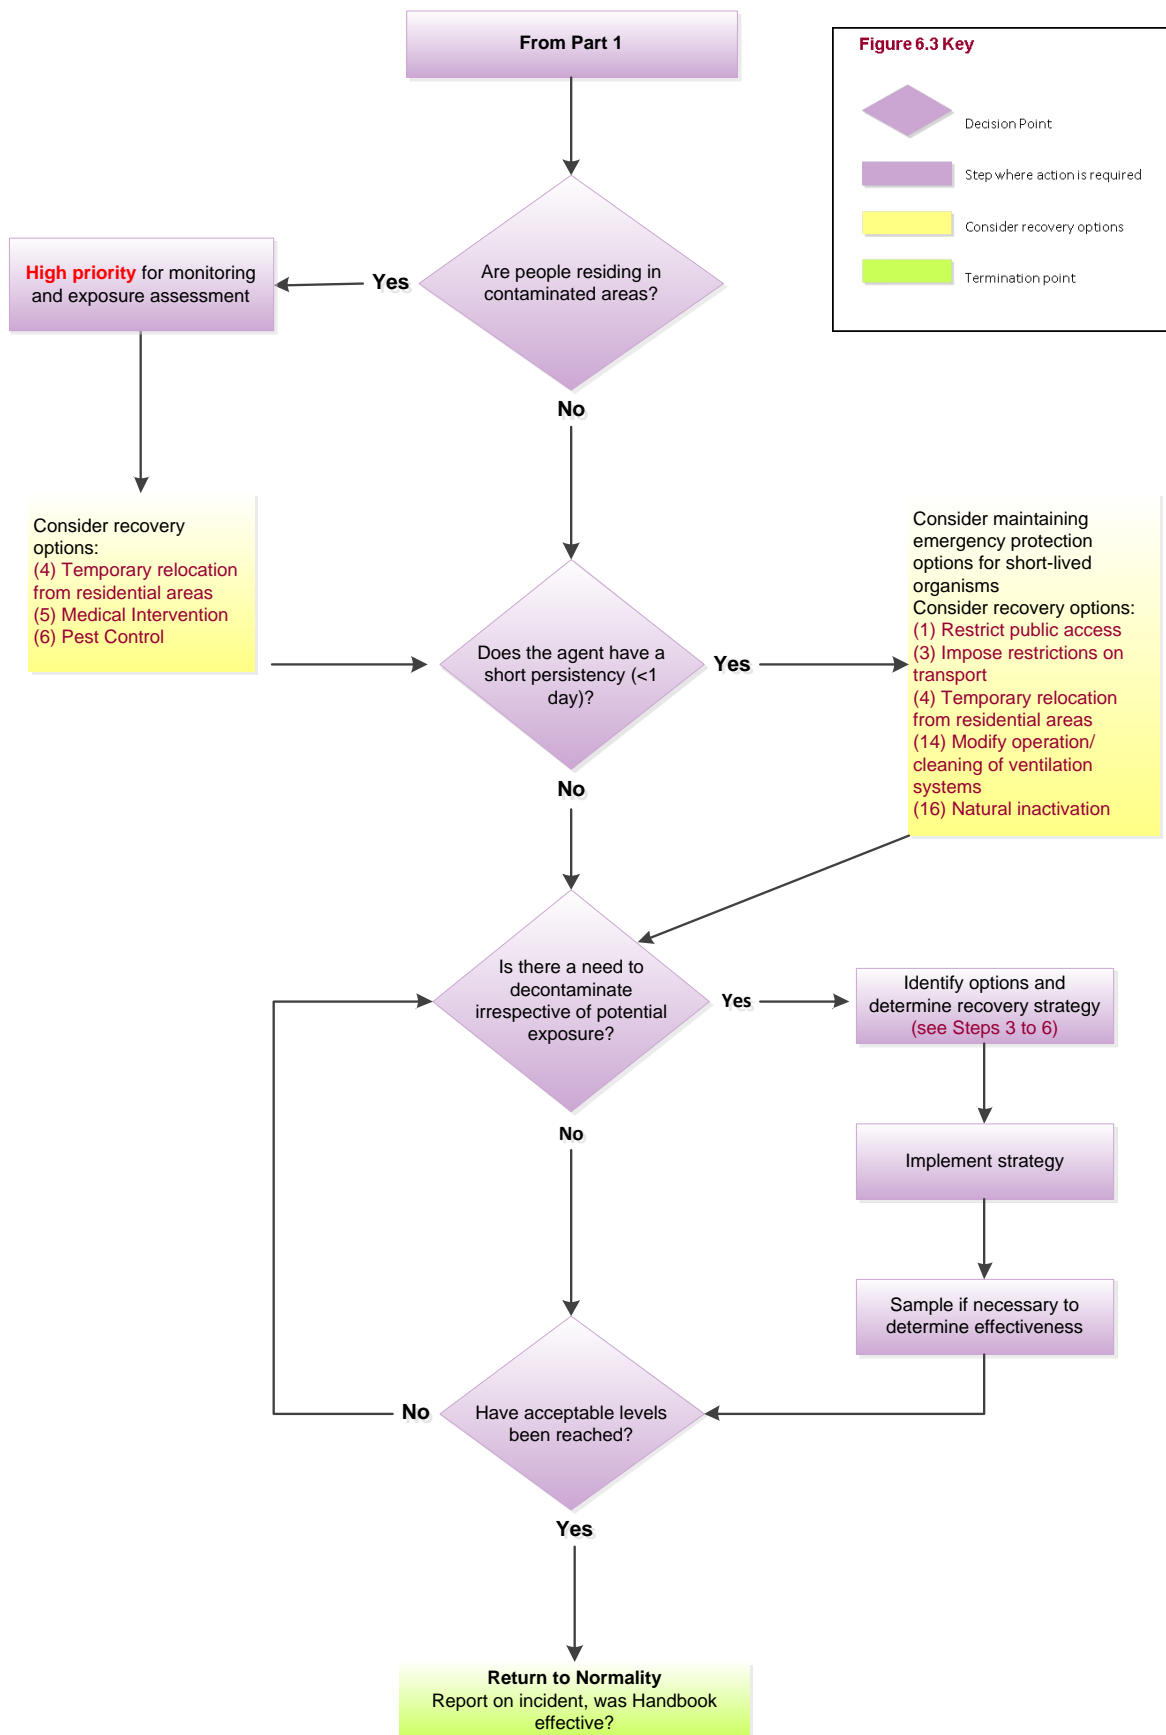 From Part 1
Figure 6.3 Key
Decision Point
Step where action is required
Consider recovery options
Termination point
Are people residing in
contaminated areas?
Yes
High priority for monitoring
and exposure assessment
No
Consider recovery
options:
(4) Temporary relocation
from residential areas
(5) Medical Intervention
(6) Pest Control
Does the agent have a
short persistency (<1
day)?
Yes
Consider maintaining
emergency protection
options for short-lived
organisms
Consider recovery options:
(1) Restrict public access
(3) Impose restrictions on
transport
(4) Temporary relocation
from residential areas
(14) Modify operation/
cleaning of ventilation
systems
(16) Natural inactivation
No
Is there a need to
decontaminate
irrespective of potential
exposure?
Yes
Identify options and
determine recovery strategy
(see Steps 3 to 6)
No
Implement strategy
Sample if necessary to
determine effectiveness
Have acceptable levels
been reached?
No
Yes
Return to Normality
Report on incident, was Handbook
effective?